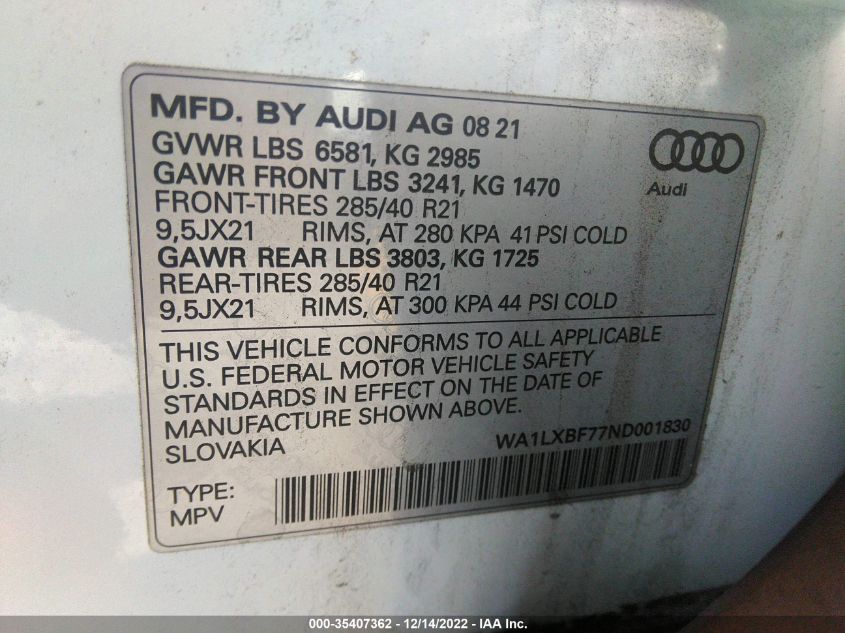 MFD. BY AUDI AG 08 21
GVWR LBS 6581, KG 2985
GAWR FRONT LBS 3241, KG 1470
FRONT-TIRES 285/40 R21
9,5JX21 RIMS, AT 280 KPA 41 PSI COLD
GAWR REAR LBS 3803, KG 1725
REAR-TIRES 285/40 R21
9,5JX21 RIMS, AT 300 KPA 44 PSI COLD
Audi
THIS VEHICLE CONFORMS TO ALL APPLICABLE
U.S. FEDERAL MOTOR VEHICLE SAFETY
STANDARDS IN EFFECT ON THE DATE OF
MANUFACTURE SHOWN ABOVE.
SLOVAKIA
WA1LXBF77ND001830
TYPE:
MPV
000-35407362 - 12/14/2022 - IAA Inc.